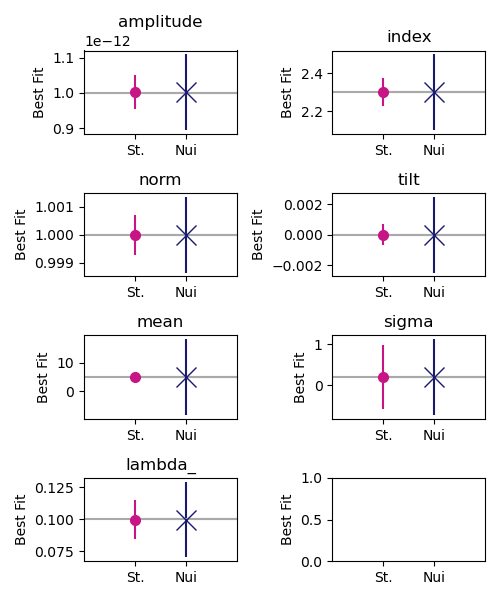 amplitude
1e−12
Best Fit
1.1
1.0
0.9
St. Nui
index
Best Fit
2.4
2.2
St. Nui
norm
Best Fit
1.001
1.000
0.999
St. Nui
tilt
Best Fit
0.002
0.000
−0.002
St. Nui
mean
Best Fit
10
0
St. Nui
sigma
Best Fit
1
0
St. Nui
lambda_
Best Fit
0.125
0.100
0.075
St. Nui
Best Fit
1.0
0.5
0.0
St. Nui